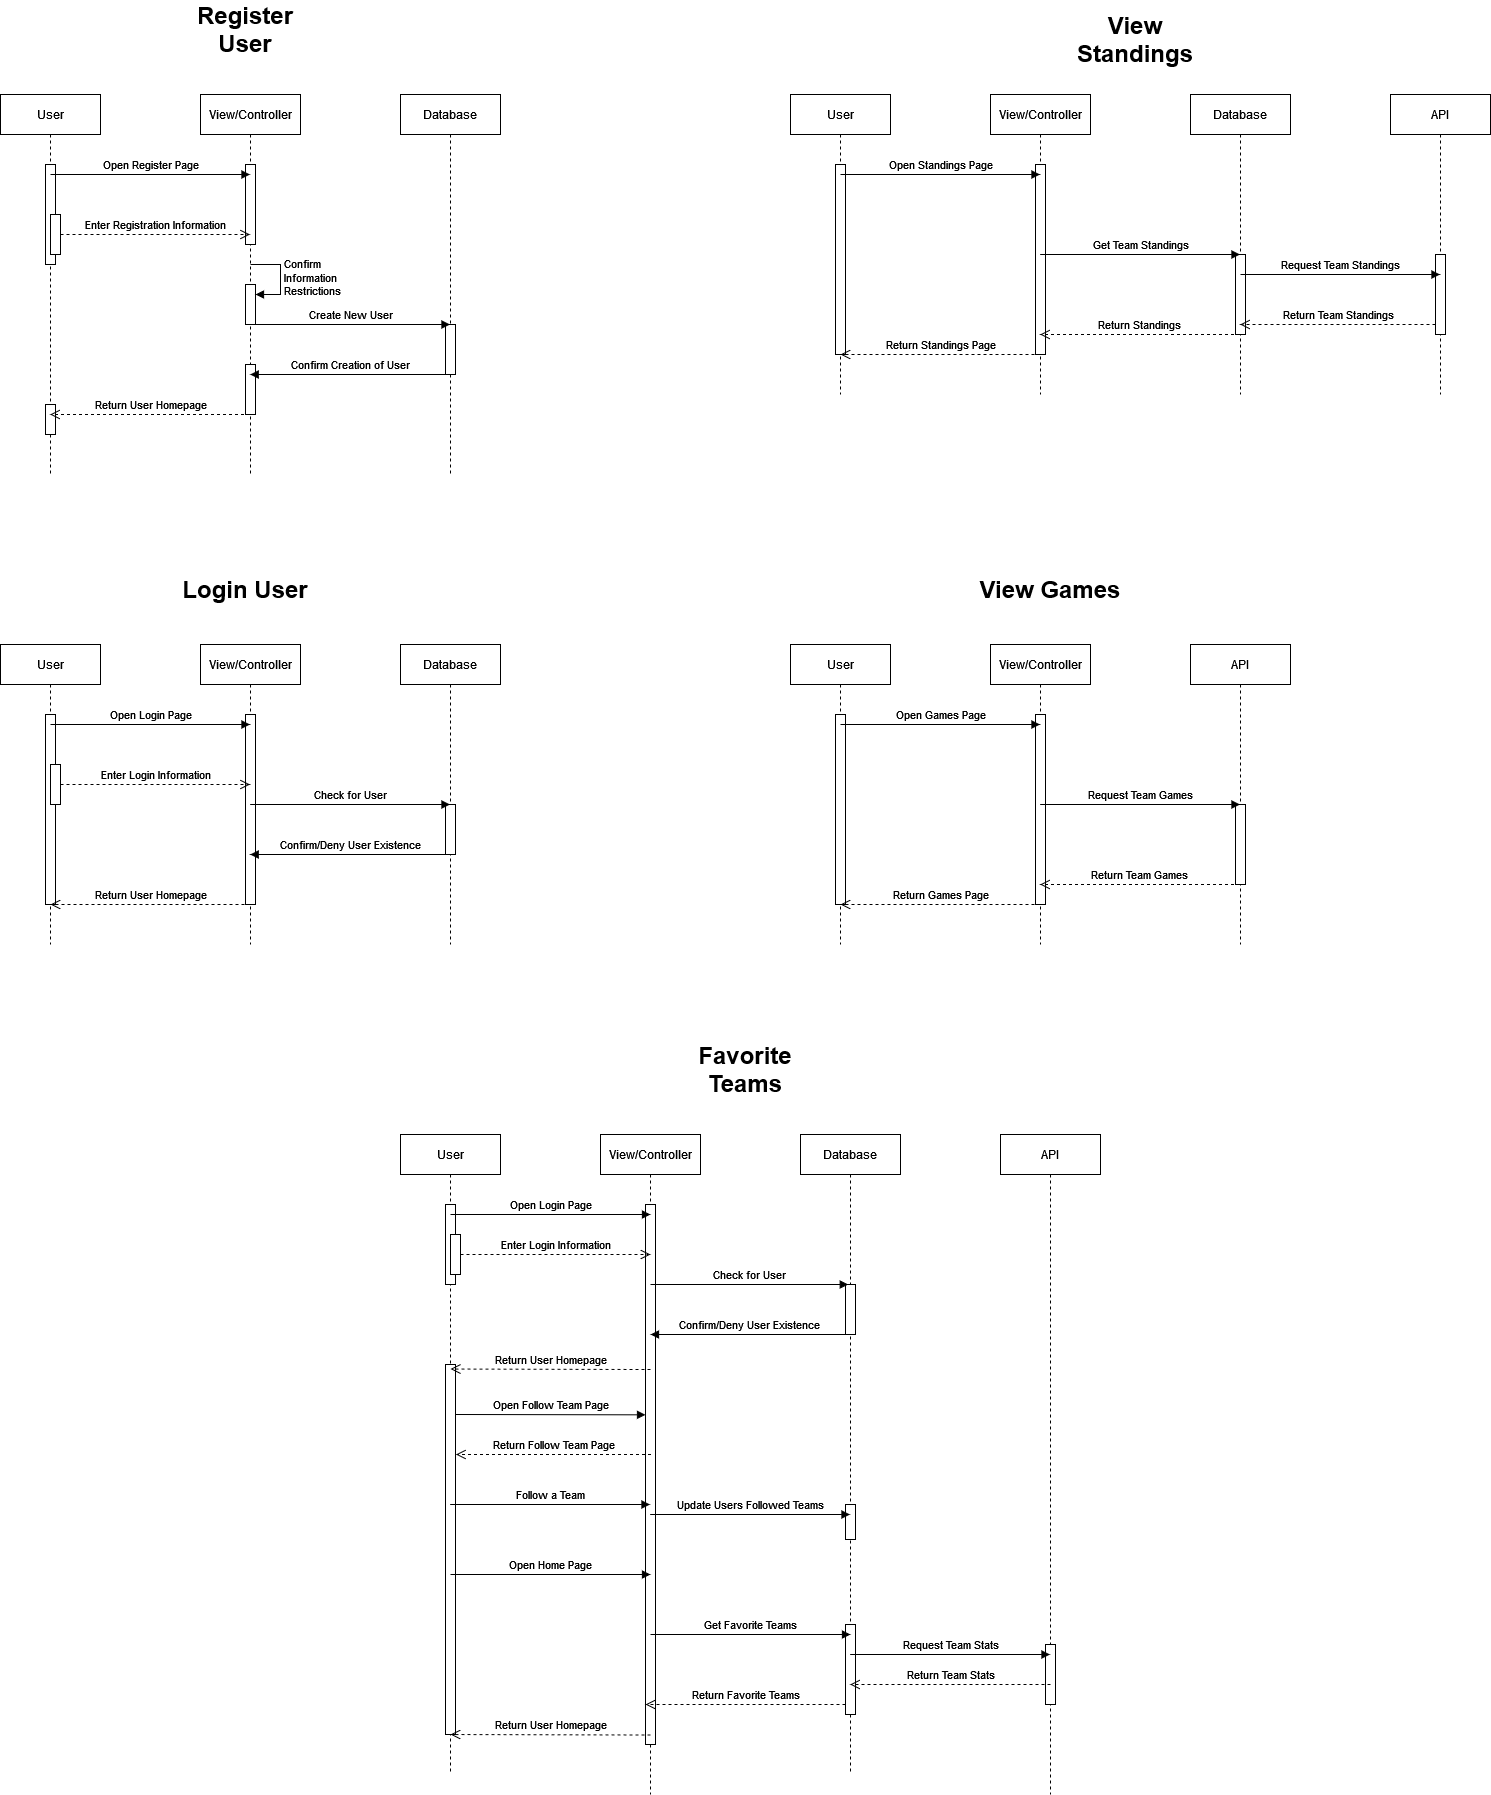 Register
User
User
View/Controller
Database
Open Register Page
Enter Registration Information
Confirm
Information
Restrictions
Create New User
Confirm Creation of User
Return User Homepage
View
Standings
User
View/Controller
Database
API
Open Standings Page
Get Team Standings
Request Team Standings
Return Team Standings
Return Standings
Return Standings Page
Login User
User
View/Controller
Database
Open Login Page
Enter Login Information
Check for User
Confirm/Deny User Existence
Return User Homepage
View Games
User
View/Controller
API
Open Games Page
Request Team Games
Return Team Games
Return Games Page
Favorite
Teams
User
View/Controller
Database
API
Open Login Page
Enter Login Information
Check for User
Confirm/Deny User Existence
Return User Homepage
Open Follow Team Page
Return Follow Team Page
Follow a Team
Update Users Followed Teams
Open Home Page
Get Favorite Teams
Request Team Stats
Return Team Stats
Return Favorite Teams
Return User Homepage